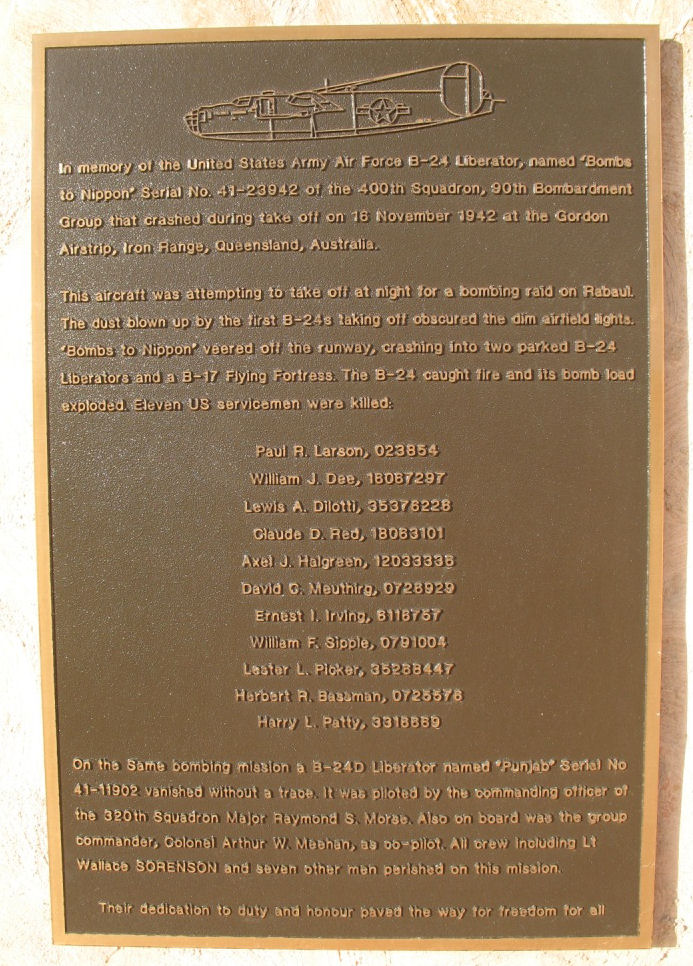 In memory of the United States Army Air Force B-24 Liberator, named "Bombs
to Nippon" Serial No. 41-23942 of the 400th Squadron, 90th Bombardment
Group that crashed during take off on 16 November 1942 at the Gordon
Airstrip, Iron Range, Queensland, Australia.
This aircraft was attempting to take off at night for a bombing raid on Rabaul.
The dust blown up by the first B-24s taking off obscured the dim airfield lights.
"Bombs to Nippon" veered off the runway, crashing into two parked B-24
Liberators and a B-17 Flying Fortress. The B-24 caught fire and its bomb load
exploded. Eleven US servicemen were killed:
Paul R. Larson, 023854
William J. Dee, 18087297
Lewis A. Dilotti, 35376228
Claude D. Red, 18063101
Axel J. Halgreen, 12033338
David G. Meuthirg, 0728929
Ernest I. Irving, 6116757
William F. Sipple, 0791004
Lester L. Picker, 35288447
Herbert R. Bassman, 0725576
Harry L. Patty, 3318889
On the Same bombing mission a B-24D Liberator named "Punjab" Serial No
41-11902 vanished without a trace. It was piloted by the commanding officer of
the 320th Squadron Major Raymond S. Morse. Also on board was the group
commander, Colonel Arthur W. Meehan, as co-pilot. All crew including Lt
Wallace SORENSON and seven other men perished on this mission.
Their dedication to duty and honour paved the way for freedom for all